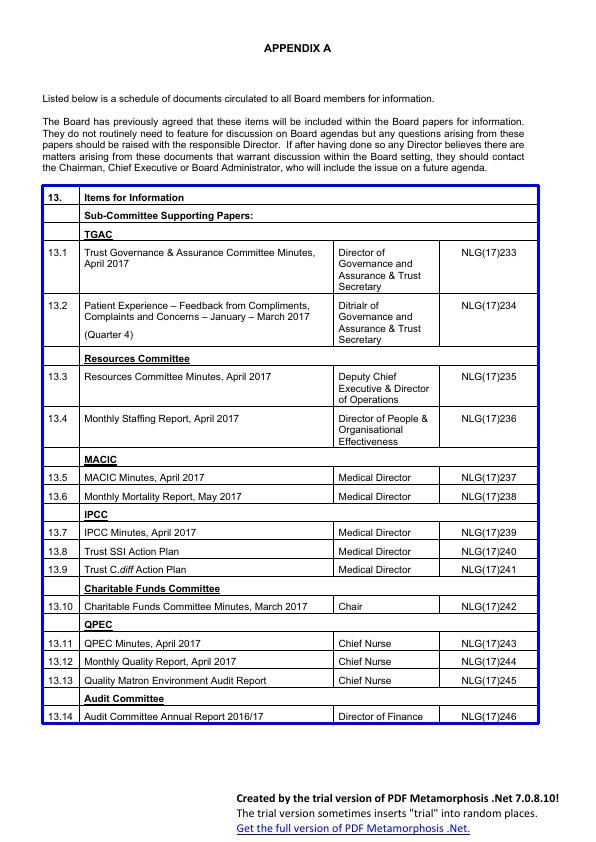 APPENDIX A
Listed below is a schedule of documents circulated to all Board members for information.
The Board has previously agreed that these items will be included within the Board papers for information.
They do not routinely need to feature for discussion on Board agendas but any questions arising from these
papers should be raised with the responsible Director. If after having done so any Director believes there are
matters arising from these documents that warrant discussion within the Board setting, they should contact
the Chairman, Chief Executive or Board Administrator, who will include the issue on a future agenda.
13. Items for Information
Sub-Committee Supporting Papers:
TGAC
13.1 Trust Governance & Assurance Committee Minutes, Director of NLG(17)233
April 2017 Governance and
Assurance & Trust
Secretary
13.2 Patient Experience – Feedback from Compliments, Ditrialr of NLG(17)234
Complaints and Concerns – January – March 2017 Governance and
(Quarter 4) Assurance & Trust
Secretary
Resources Committee
13.3 Resources Committee Minutes, April 2017 Deputy Chief NLG(17)235
Executive & Director
of Operations
13.4 Monthly Staffing Report, April 2017 Director of People & NLG(17)236
Organisational
Effectiveness
MACIC
13.5 MACIC Minutes, April 2017 Medical Director NLG(17)237
13.6 Monthly Mortality Report, May 2017 Medical Director NLG(17)238
IPCC
13.7 IPCC Minutes, April 2017 Medical Director NLG(17)239
13.8 Trust SSI Action Plan Medical Director NLG(17)240
13.9 Trust C.diff Action Plan Medical Director NLG(17)241
Charitable Funds Committee
13.10 Charitable Funds Committee Minutes, March 2017 Chair NLG(17)242
QPEC
13.11 QPEC Minutes, April 2017 Chief Nurse NLG(17)243
13.12 Monthly Quality Report, April 2017 Chief Nurse NLG(17)244
13.13 Quality Matron Environment Audit Report Chief Nurse NLG(17)245
Audit Committee
13.14 Audit Committee Annual Report 2016/17 Director of Finance NLG(17)246
Created by the trial version of PDF Metamorphosis .Net 7.0.8.10!
The trial version sometimes inserts "trial" into random places.
Get the full version of PDF Metamorphosis .Net.